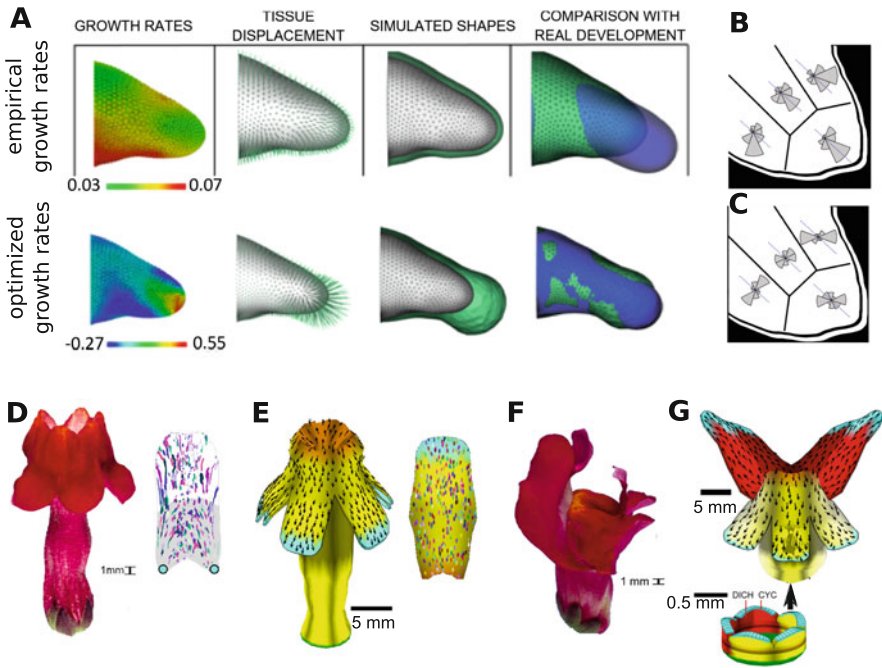 A
GROWTH RATES
TISSUE
DISPLACEMENT
SIMULATED SHAPES
COMPARISON WITH
REAL DEVELOPMENT
B
empirical
growth rates
0.03
0.07
C
optimized
growth rates
-0.27
0.55
D
1mm
E
5 mm
F
1 mm
G
5 mm
0.5 mm
DICH CYC